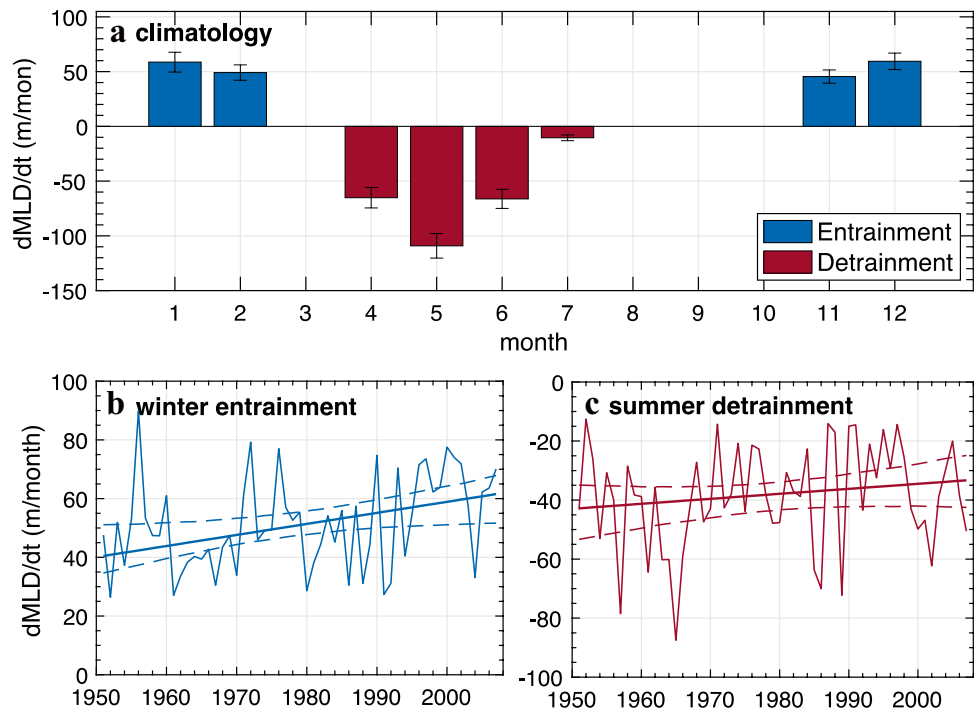 a climatology
dMLD/dt (m/mon)
100
50
0
-50
-100
-150
Entrainment
Detrainment
1 2 3 4 5 6 7 8 9 10 11 12
month
b winter entrainment
dMLD/dt (m/month)
100
80
60
40
20
0
1950 1960 1970 1980 1990 2000
c summer detrainment
0
-20
-40
-60
-80
-100
1950 1960 1970 1980 1990 2000